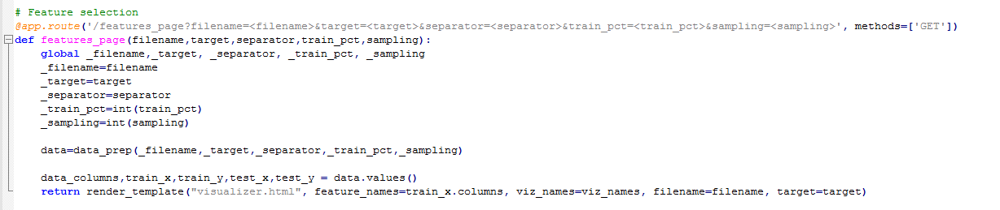 # Feature selection
@app.route('/features_page?filename=<filename>&target=<target>&separator=<separator>&train_pct=<train_pct>&sampling=<sampling>', methods=['GET'])
def features_page(filename,target,separator,train_pct,sampling):
    global _filename,_target, _separator, _train_pct, _sampling
    _filename=filename
    _target=target
    _separator=separator
    _train_pct=int(train_pct)
    _sampling=int(sampling)

    data=data_prep(_filename,_target,_separator,_train_pct,_sampling)

    data_columns,train_x,train_y,test_x,test_y = data.values()
    return render_template("visualizer.html", feature_names=train_x.columns, viz_names=viz_names, filename=filename, target=target)